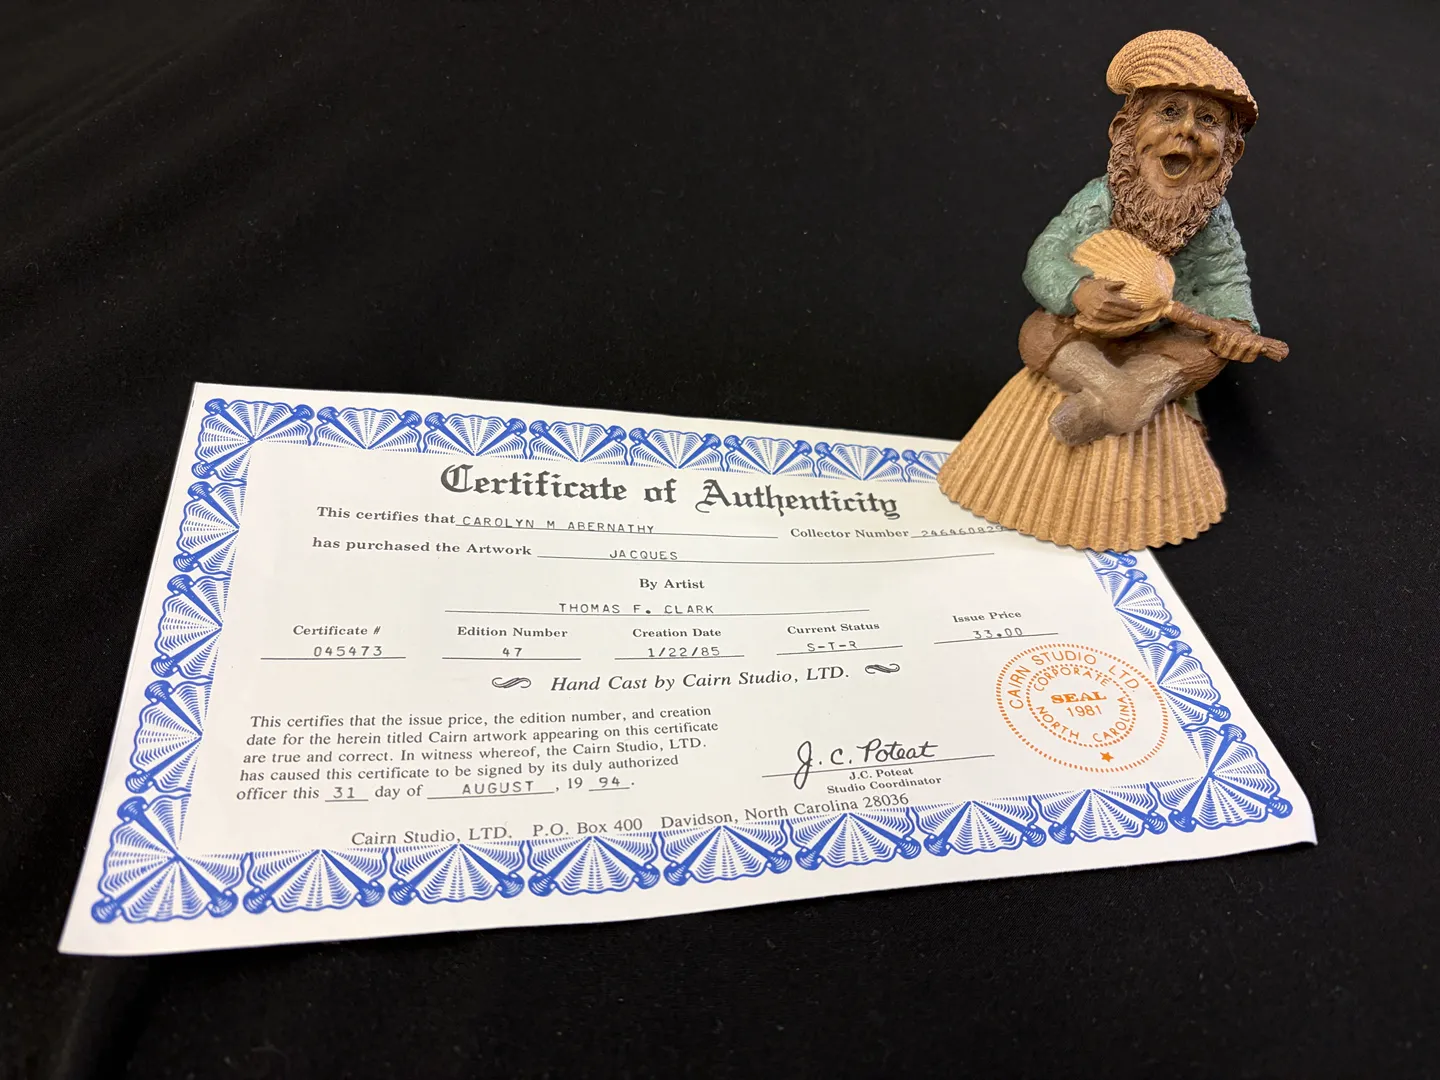 Certificate of Authenticity
This certifies that CAROLYN M ABERNATHY Collector Number 246460829
has purchased the Artwork JACQUES
By Artist
THOMAS F. CLARK
Certificate # Edition Number Creation Date Current Status Issue Price
045473 47 1/22/85 S-T-R 33.00
Hand Cast by Cairn Studio, LTD.
This certifies that the issue price, the edition number, and creation
date for the herein titled Cairn artwork appearing on this certificate
are true and correct. In witness whereof, the Cairn Studio, LTD.
has caused this certificate to be signed by its duly authorized
officer this 31 day of AUGUST, 19 94.
J. C. Poteat
J.C. Poteat
Studio Coordinator
CAIRN STUDIO LTD.
CORPORATE
SEAL
1981
NORTH CAROLINA
Cairn Studio, LTD. P.O. Box 400 Davidson, North Carolina 28036